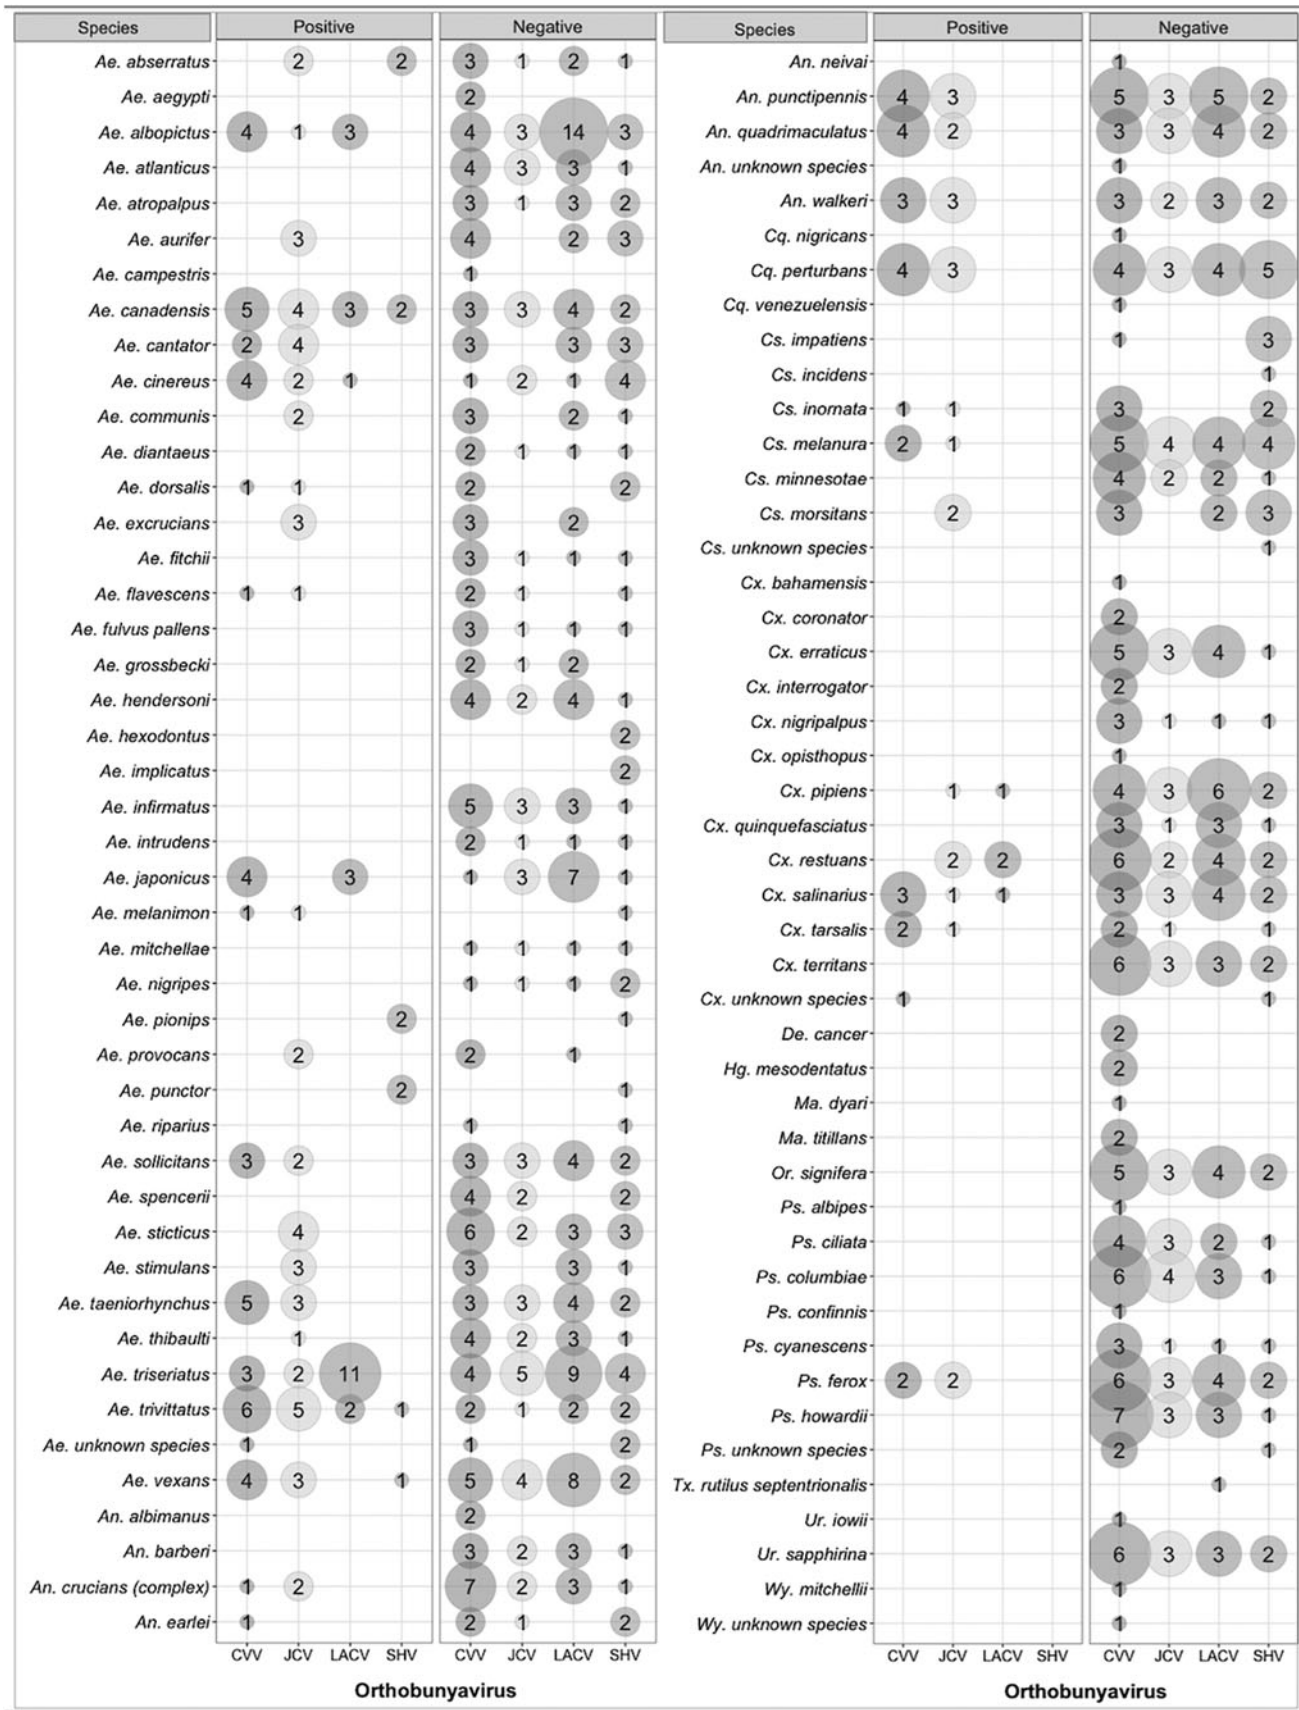 Species Positive Negative Species Positive Negative
Ae. abserratus 2 2 3 1 2 1
Ae. aegypti 2
Ae. albopictus 4 1 3 4 3 14 3
Ae. atlanticus 4 3 3 1
Ae. atropalpus 3 1 3 2
Ae. aurifer 3 4 2 3
Ae. campestris 1
Ae. canadensis 5 4 3 2 3 3 4 2
Ae. cantator 2 4 3 3 3
Ae. cinereus 4 2 1 1 2 1 4
Ae. communis 2 3 2 1
Ae. diantaeus 2 1 1 1
Ae. dorsalis 1 1 2 2
Ae. excrucians 3 3 2
Ae. fitchii 3 1 1 1
Ae. flavescens 1 1 2 1 1
Ae. fulvus pallens 3 1 1 1
Ae. grossbecki 2 1 2
Ae. hendersoni 4 2 4 1
Ae. hexodontus 2
Ae. implicatus 2
Ae. infirmatus 5 3 3 1
Ae. intrudens 2 1 1 1
Ae. japonicus 4 3 1 3 7 1
Ae. melanimon 1 1 1
Ae. mitchellae 1 1 1 1
Ae. nigripes 1 1 1 2
Ae. pionips 2 1
Ae. provocans 2 2 1
Ae. punctor 2 1
Ae. riparius 1 1
Ae. sollicitans 3 2 3 3 4 2
Ae. spencerii 4 2 2
Ae. sticticus 4 6 2 3 3
Ae. stimulans 3 3 3 1
Ae. taeniorhynchus 5 3 3 3 4 2
Ae. thibaulti 1 4 2 3 1
Ae. triseriatus 3 2 11 4 5 9 4
Ae. trivittatus 6 5 2 1 2 1 2 2
Ae. unknown species 1 1 2
Ae. vexans 4 3 1 5 4 8 2
An. albimanus 2
An. barberi 3 2 3 1
An. crucians (complex) 1 2 7 2 3 1
An. earlei 1 2 1 2
CVV JCV LACV SHV CVV JCV LACV SHV
Orthobunyavirus
An. neivai 1
An. punctipennis 4 3 5 3 5 2
An. quadrimaculatus 4 2 3 3 4 2
An. unknown species 1
An. walkeri 3 3 3 2 3 2
Cq. nigricans 1
Cq. perturbans 4 3 4 3 4 5
Cq. venezuelensis 1
Cs. impatiens 1 3
Cs. incidens 1
Cs. inornata 1 1 3 2
Cs. melanura 2 1 5 4 4 4
Cs. minnesotae 4 2 2 1
Cs. morsitans 2 3 2 3
Cs. unknown species 1
Cx. bahamensis 1
Cx. coronator 2
Cx. erraticus 5 3 4 1
Cx. interrogator 2
Cx. nigripalpus 3 1 1 1
Cx. opisthopus 1
Cx. pipiens 1 1 4 3 6 2
Cx. quinquefasciatus 3 1 3 1
Cx. restuans 2 2 6 2 4 2
Cx. salinarius 3 1 1 3 3 4 2
Cx. tarsalis 2 1 2 1 1
Cx. territans 6 3 3 2
Cx. unknown species 1 1
De. cancer 2
Hg. mesodentatus 2
Ma. dyari 1
Ma. titillans 2
Or. signifera 5 3 4 2
Ps. albipes 1
Ps. ciliata 4 3 2 1
Ps. columbiae 6 4 3 1
Ps. confinnis 1
Ps. cyanescens 3 1 1 1
Ps. ferox 2 2 6 3 4 2
Ps. howardii 7 3 3 1
Ps. unknown species 2 1
Tx. rutilus septentrionalis 1
Ur. iowii 1
Ur. sapphirina 6 3 3 2
Wy. mitchellii 1
Wy. unknown species 1
CVV JCV LACV SHV CVV JCV LACV SHV
Orthobunyavirus